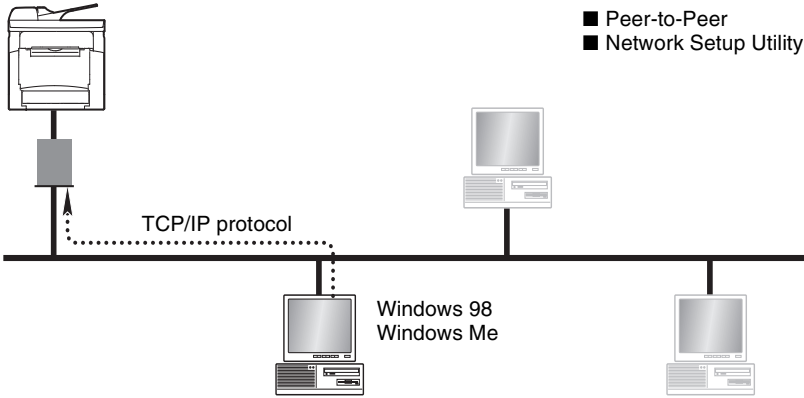 ■ Peer-to-Peer
■ Network Setup Utility
TCP/IP protocol
Windows 98
Windows Me